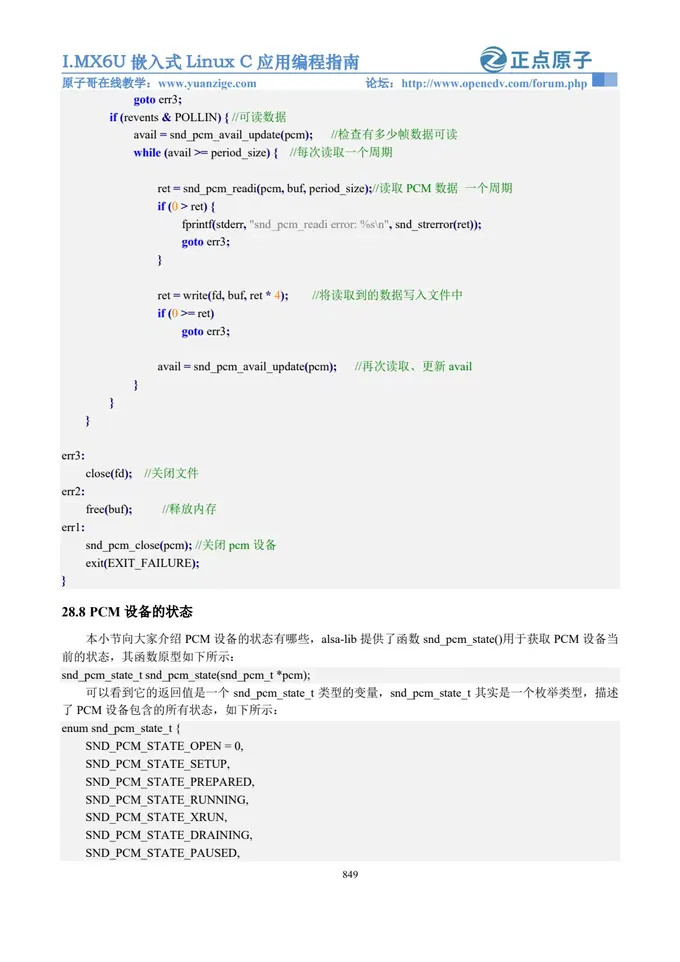 I.MX6U 嵌入式 Linux C 应用编程指南
正点原子
原子哥在线教学：www.yuanzige.com 论坛：http://www.openedv.com/forum.php
goto err3;
if (revents & POLLIN) { //可读数据
avail = snd_pcm_avail_update(pcm); //检查有多少帧数据可读
while (avail >= period_size) { //每次读取一个周期
ret = snd_pcm_readi(pcm, buf, period_size);//读取 PCM 数据 一个周期
if (0 > ret) {
fprintf(stderr, "snd_pcm_readi error: %s\n", snd_strerror(ret));
goto err3;
}
ret = write(fd, buf, ret * 4); //将读取到的数据写入文件中
if (0 >= ret)
goto err3;
avail = snd_pcm_avail_update(pcm); //再次读取、更新 avail
}
}
}
err3:
close(fd); //关闭文件
err2:
free(buf); //释放内存
err1:
snd_pcm_close(pcm); //关闭 pcm 设备
exit(EXIT_FAILURE);
}
28.8 PCM 设备的状态
本小节向大家介绍 PCM 设备的状态有哪些，alsa-lib 提供了函数 snd_pcm_state()用于获取 PCM 设备当
前的状态，其函数原型如下所示：
snd_pcm_state_t snd_pcm_state(snd_pcm_t *pcm);
可以看到它的返回值是一个 snd_pcm_state_t 类型的变量，snd_pcm_state_t 其实是一个枚举类型，描述
了 PCM 设备包含的所有状态，如下所示：
enum snd_pcm_state_t {
SND_PCM_STATE_OPEN = 0,
SND_PCM_STATE_SETUP,
SND_PCM_STATE_PREPARED,
SND_PCM_STATE_RUNNING,
SND_PCM_STATE_XRUN,
SND_PCM_STATE_DRAINING,
SND_PCM_STATE_PAUSED,
849